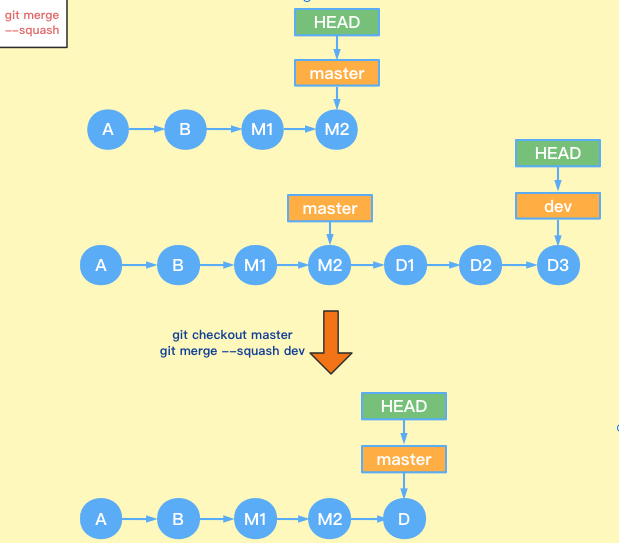 git merge
--squash
HEAD
master
A
B
M1
M2
HEAD
dev
master
A
B
M1
M2
D1
D2
D3
git checkout master
git merge --squash dev
HEAD
master
A
B
M1
M2
D